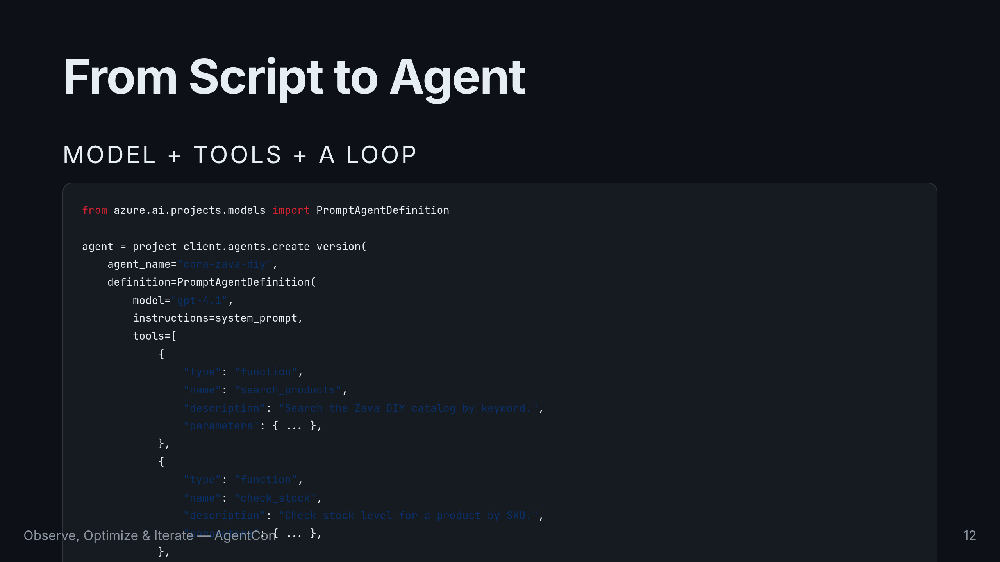 From Script to Agent
MODEL + TOOLS + A LOOP
from azure.ai.projects.models import PromptAgentDefinition
agent = project_client.agents.create_version(
    agent_name="cora-zava-diy",
    definition=PromptAgentDefinition(
        model="gpt-4.1",
        instructions=system_prompt,
        tools=[
            {
                "type": "function",
                "name": "search_products",
                "description": "Search the Zava DIY catalog by keyword.",
                "parameters": { ... },
            },
            {
                "type": "function",
                "name": "check_stock",
                "description": "Check stock level for a product by SKU.",
                "parameters": { ... },
            },
Observe, Optimize & Iterate — AgentCon
12